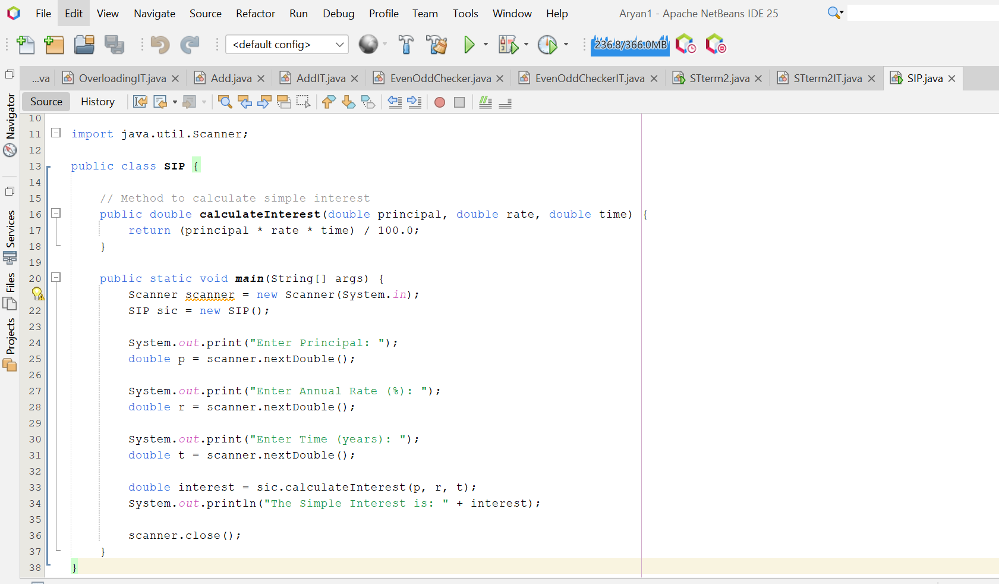 File Edit View Navigate Source Refactor Run Debug Profile Team Tools Window Help Aryan1 - Apache NetBeans IDE 25
<default config> 236.8/366.0MB
...va OverloadingIT.java Add.java AddIT.java EvenOddChecker.java EvenOddCheckerIT.java STterm2.java STterm2IT.java SIP.java
Source History
Navigator
Services
Files
Projects
10
11 import java.util.Scanner;
12
13 public class SIP {
14
15 // Method to calculate simple interest
16 public double calculateInterest(double principal, double rate, double time) {
17 return (principal * rate * time) / 100.0;
18 }
19
20 public static void main(String[] args) {
Scanner scanner = new Scanner(System.in);
22 SIP sic = new SIP();
23
24 System.out.print("Enter Principal: ");
25 double p = scanner.nextDouble();
26
27 System.out.print("Enter Annual Rate (%): ");
28 double r = scanner.nextDouble();
29
30 System.out.print("Enter Time (years): ");
31 double t = scanner.nextDouble();
32
33 double interest = sic.calculateInterest(p, r, t);
34 System.out.println("The Simple Interest is: " + interest);
35
36 scanner.close();
37 }
38 }